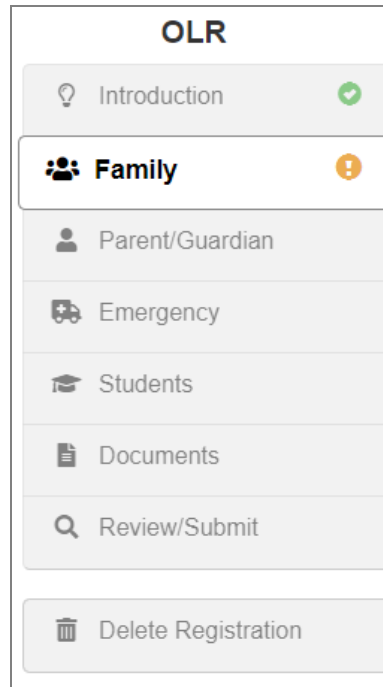 OLR
Introduction
Family
Parent/Guardian
Emergency
Students
Documents
Review/Submit
Delete Registration